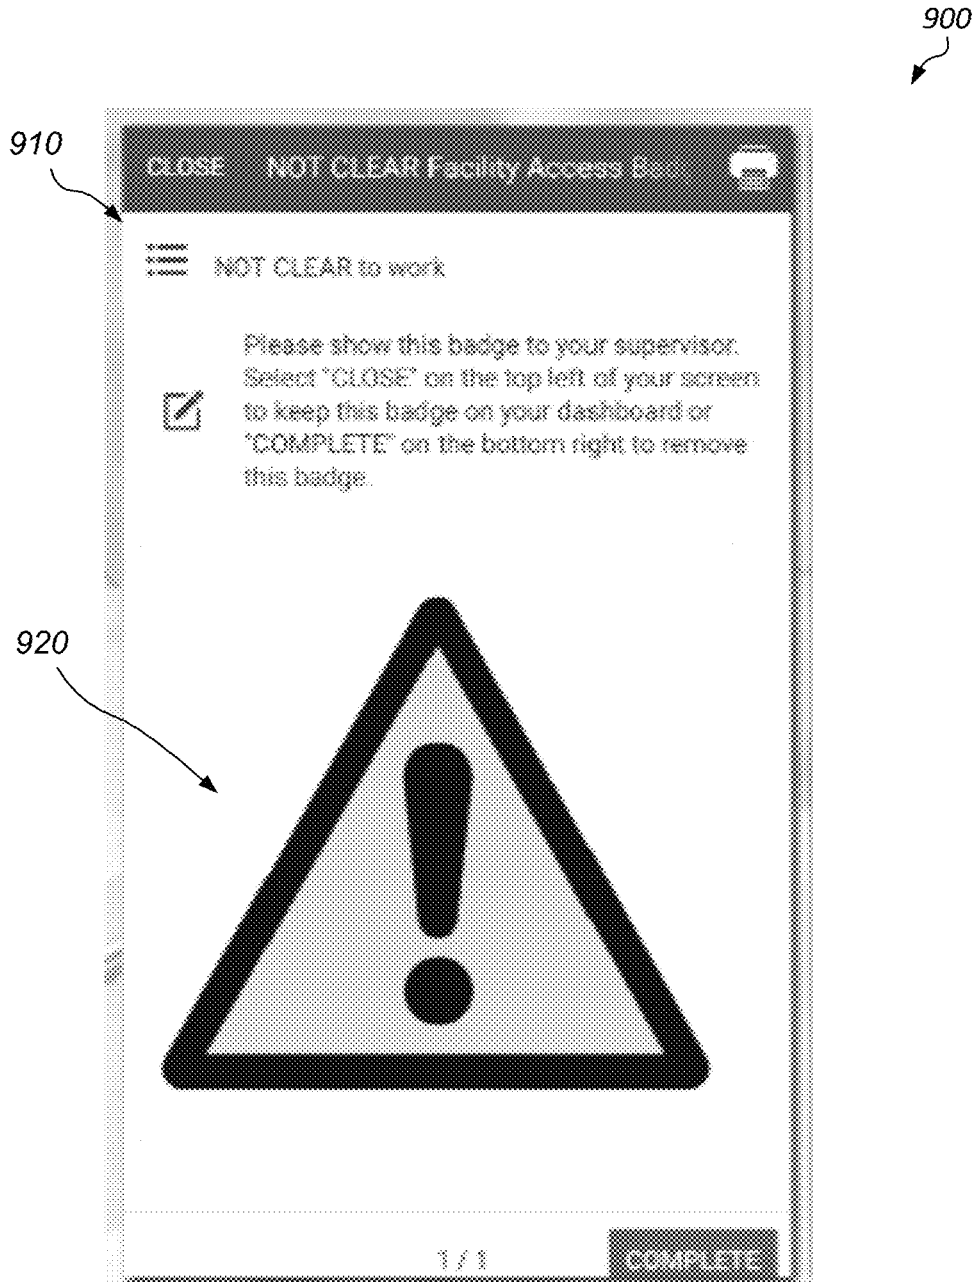 900
910
CLOSE NOT CLEAR Facility Access
NOT CLEAR to work
Please show this badge to your supervisor.
Select "CLOSE" on the top left of your screen
to keep this badge on your dashboard or
"COMPLETE" on the bottom right to remove
this badge.
920
1 / 1
COMPLETE